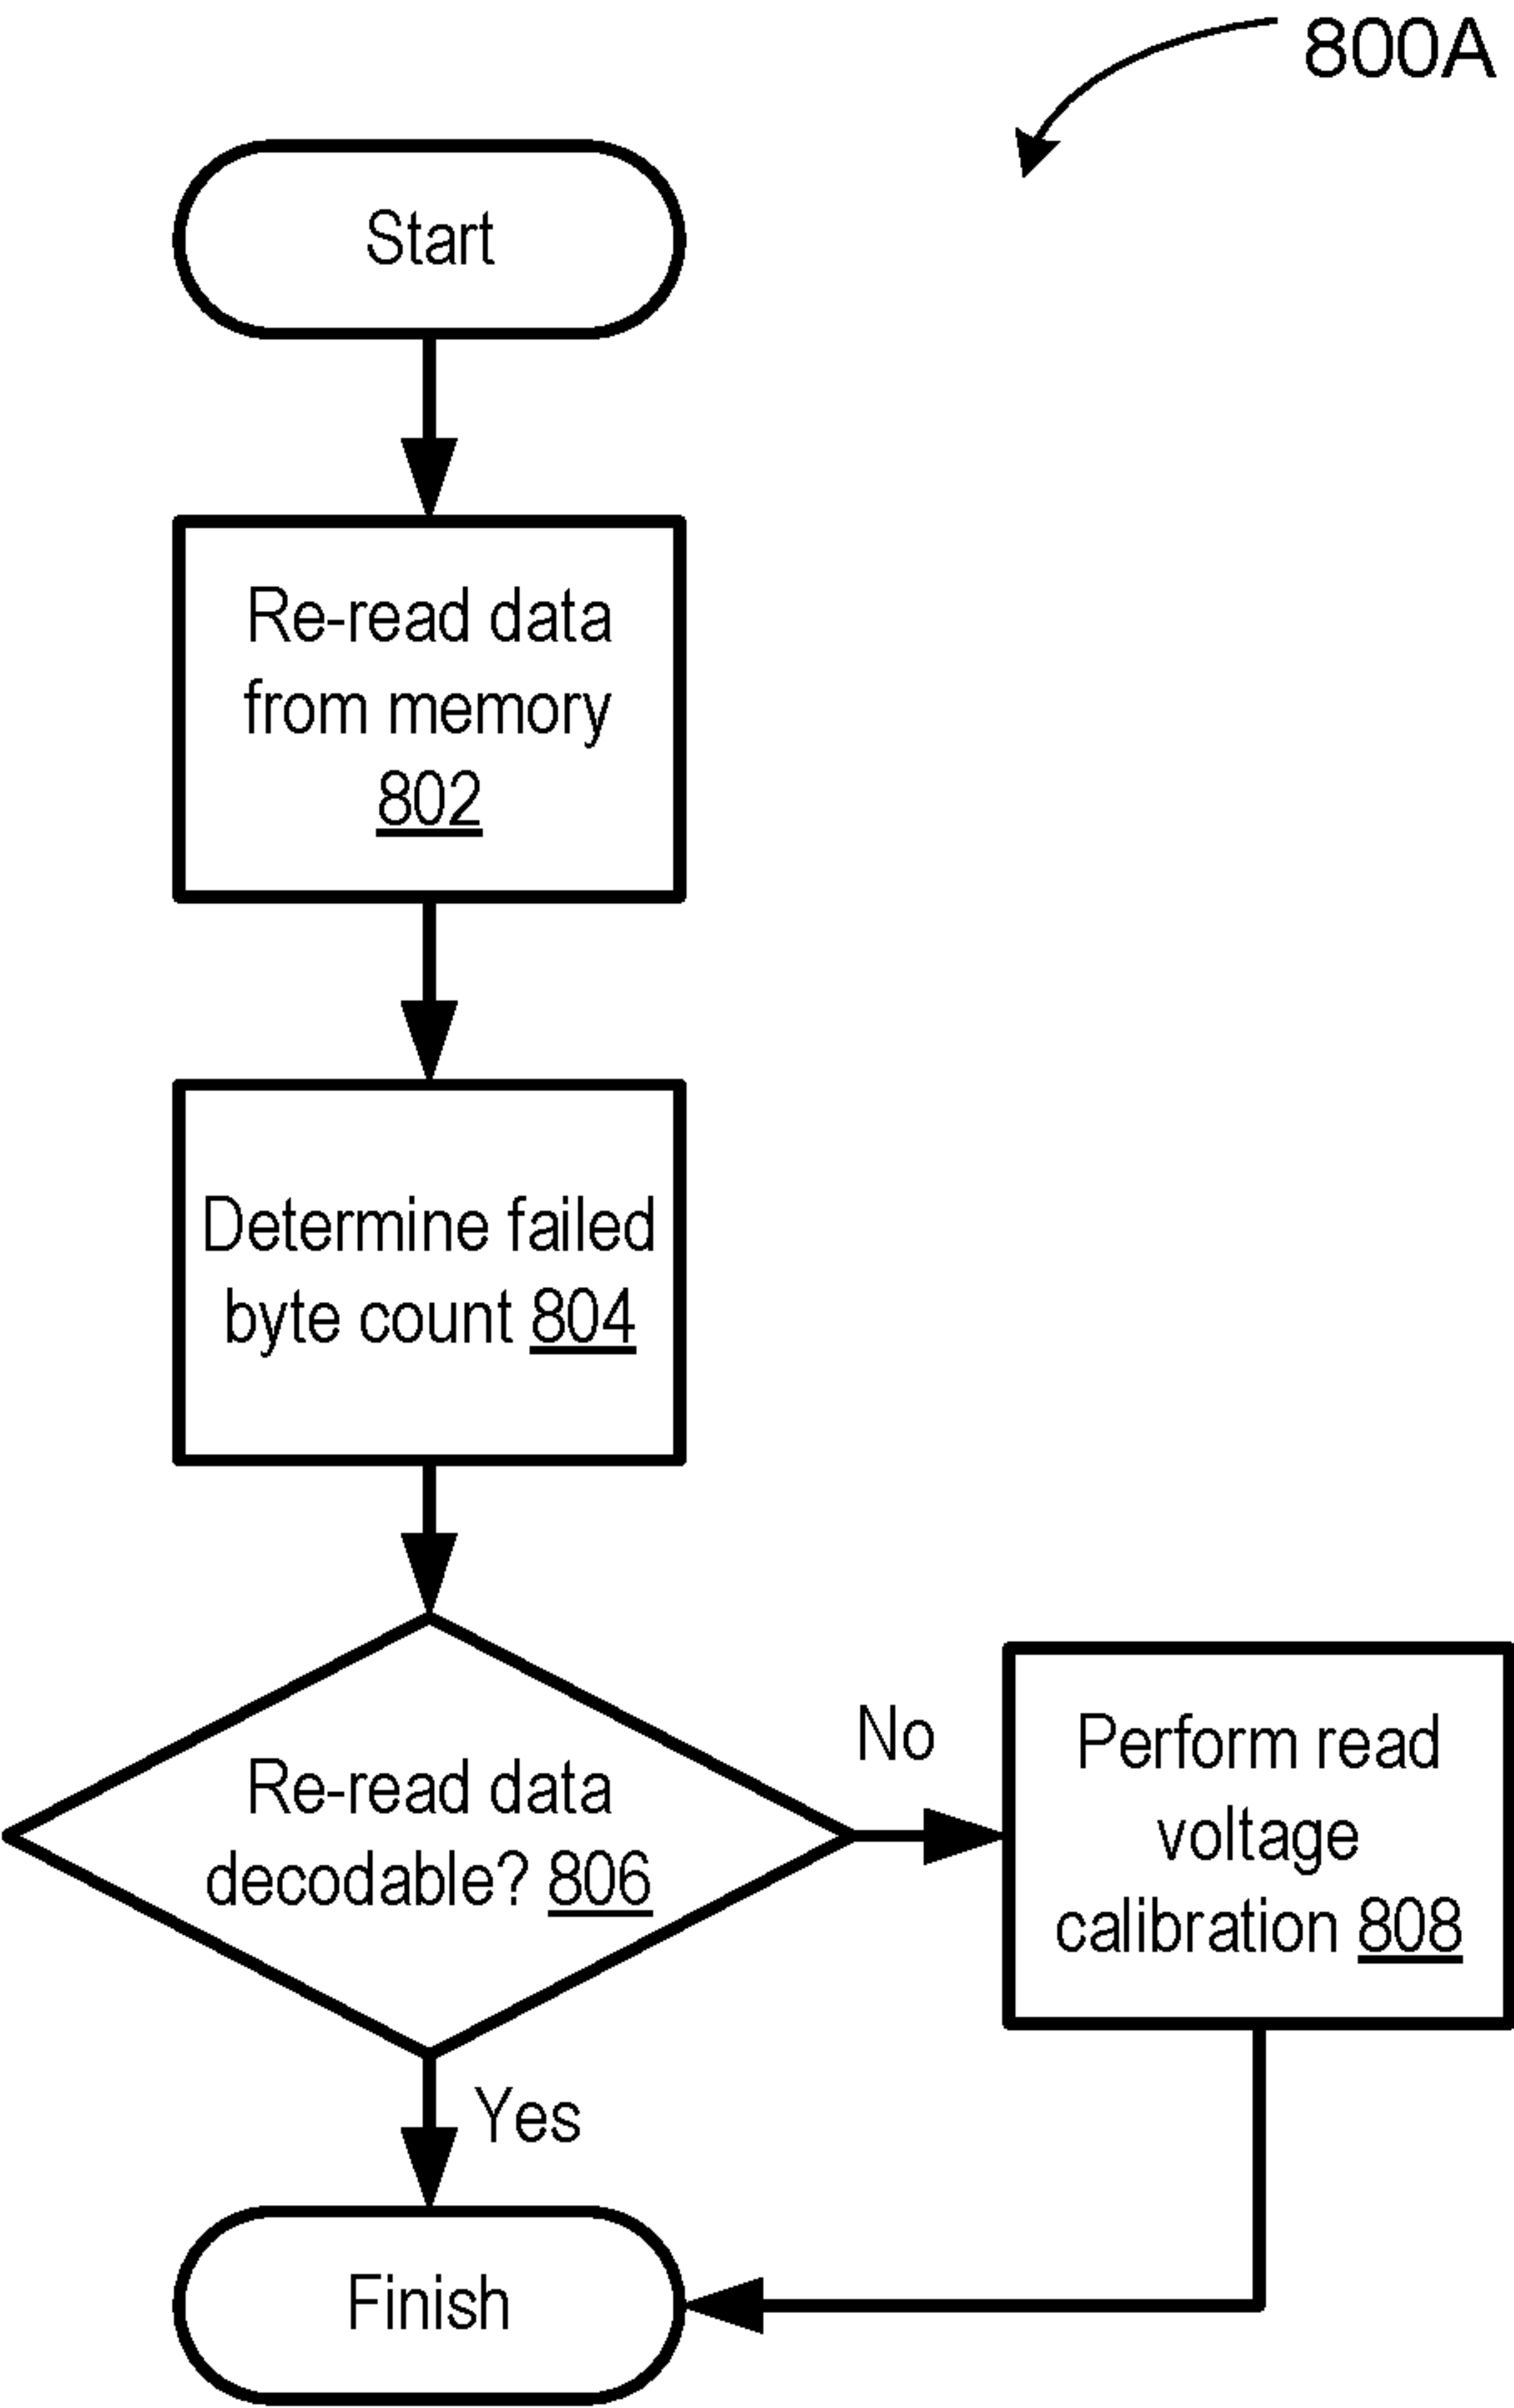 800A
Start
Re-read data
from memory
802
Determine failed
byte count 804
Re-read data
decodable? 806
No
Perform read
voltage
calibration 808
Yes
Finish